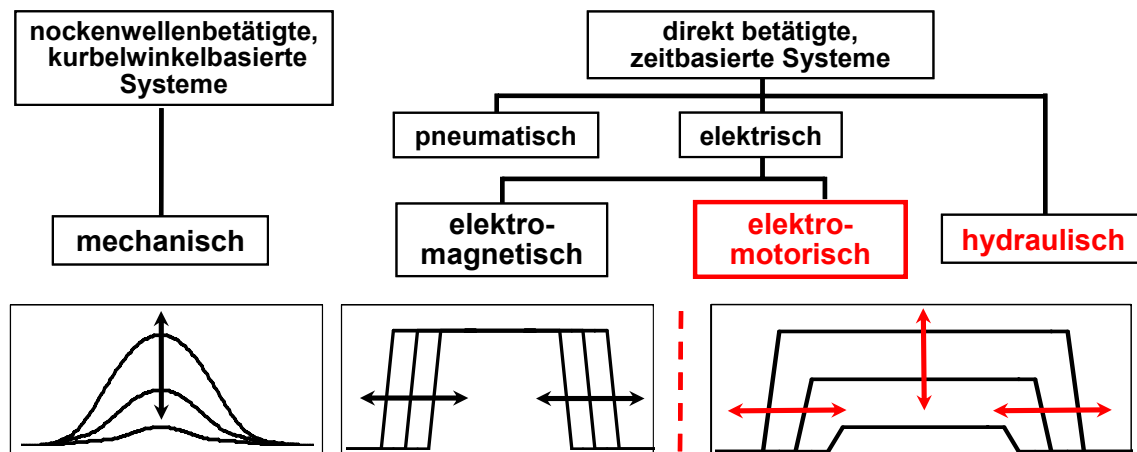 nockenwellenbetätigte,
kurbelwinkelbasierte
Systeme
direkt betätigte,
zeitbasierte Systeme
pneumatisch
elektrisch
mechanisch
elektro-
magnetisch
elektro-
motorisch
hydraulisch